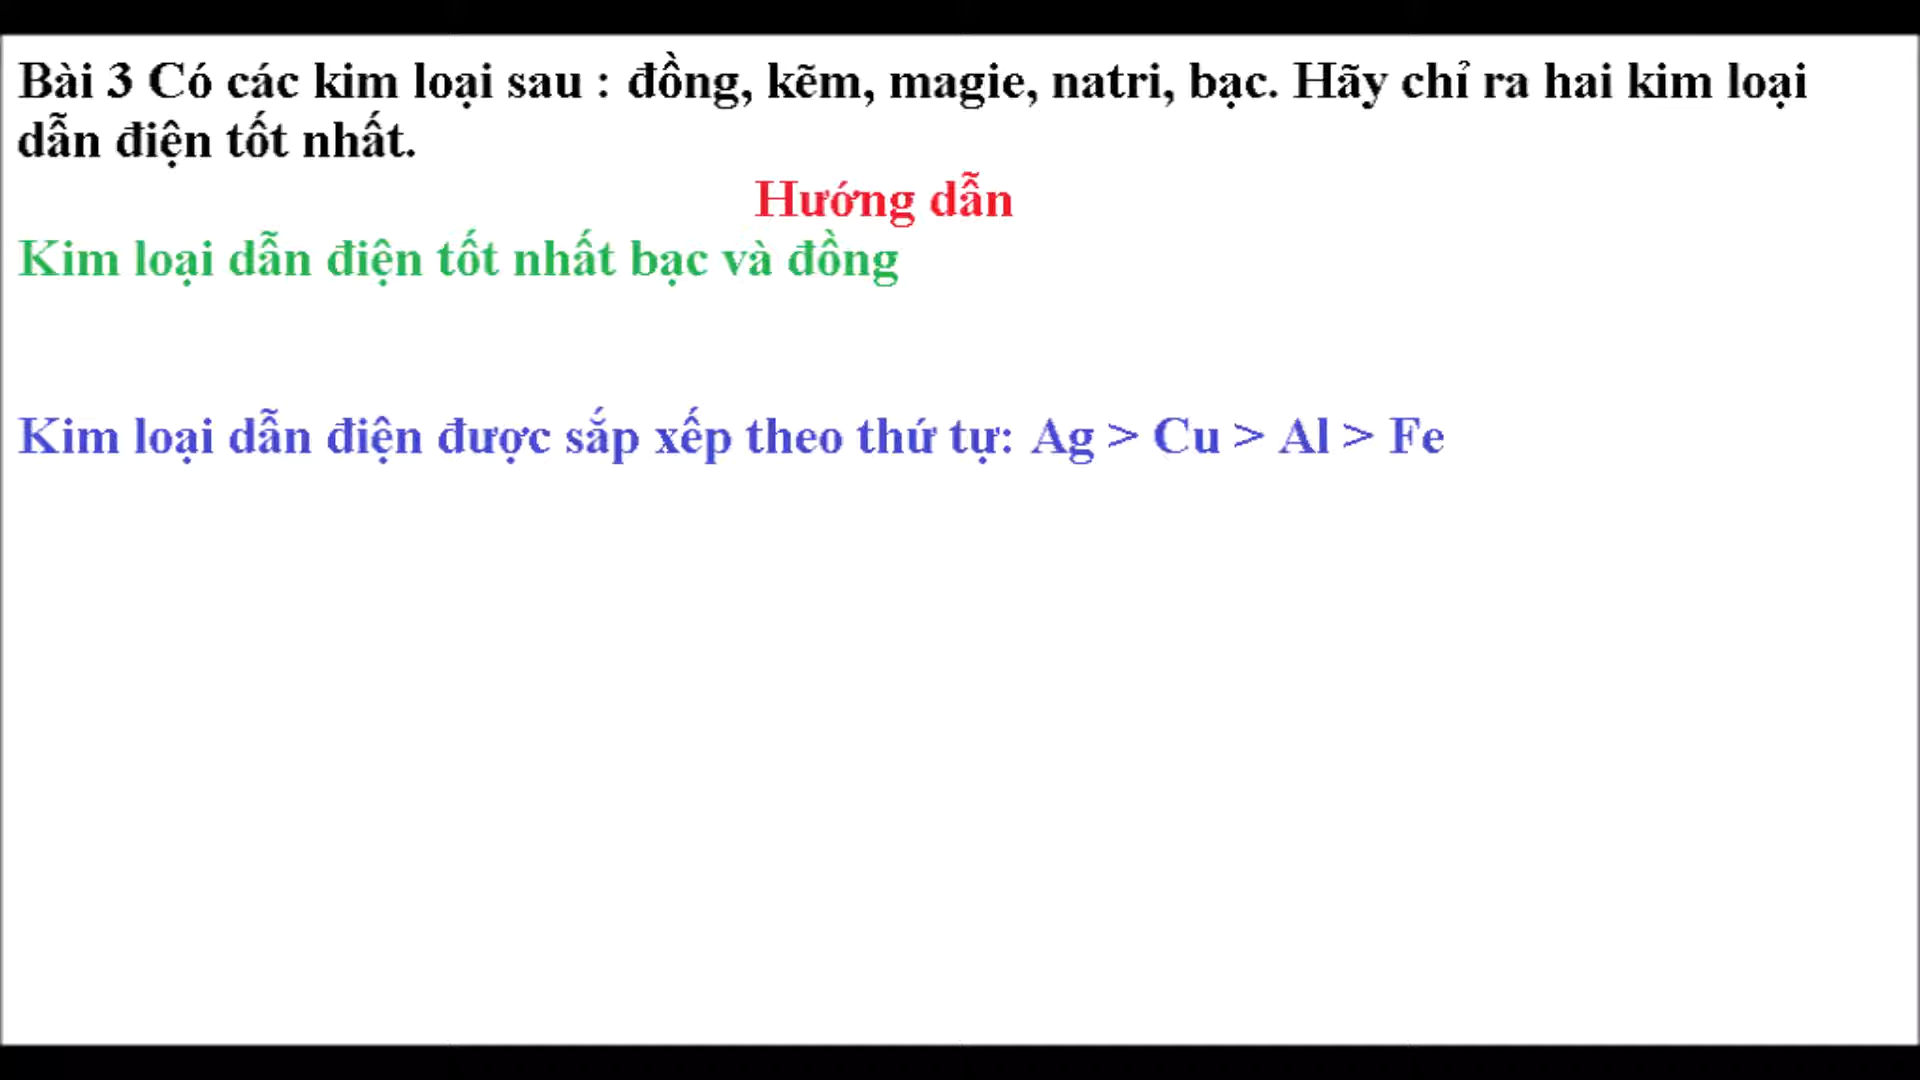 Bài 3 Có các kim loại sau : đồng, kẽm, magie, natri, bạc. Hãy chỉ ra hai kim loại
dẫn điện tốt nhất.
Hướng dẫn
Kim loại dẫn điện tốt nhất bạc và đồng
Kim loại dẫn điện được sắp xếp theo thứ tự: Ag > Cu > Al > Fe